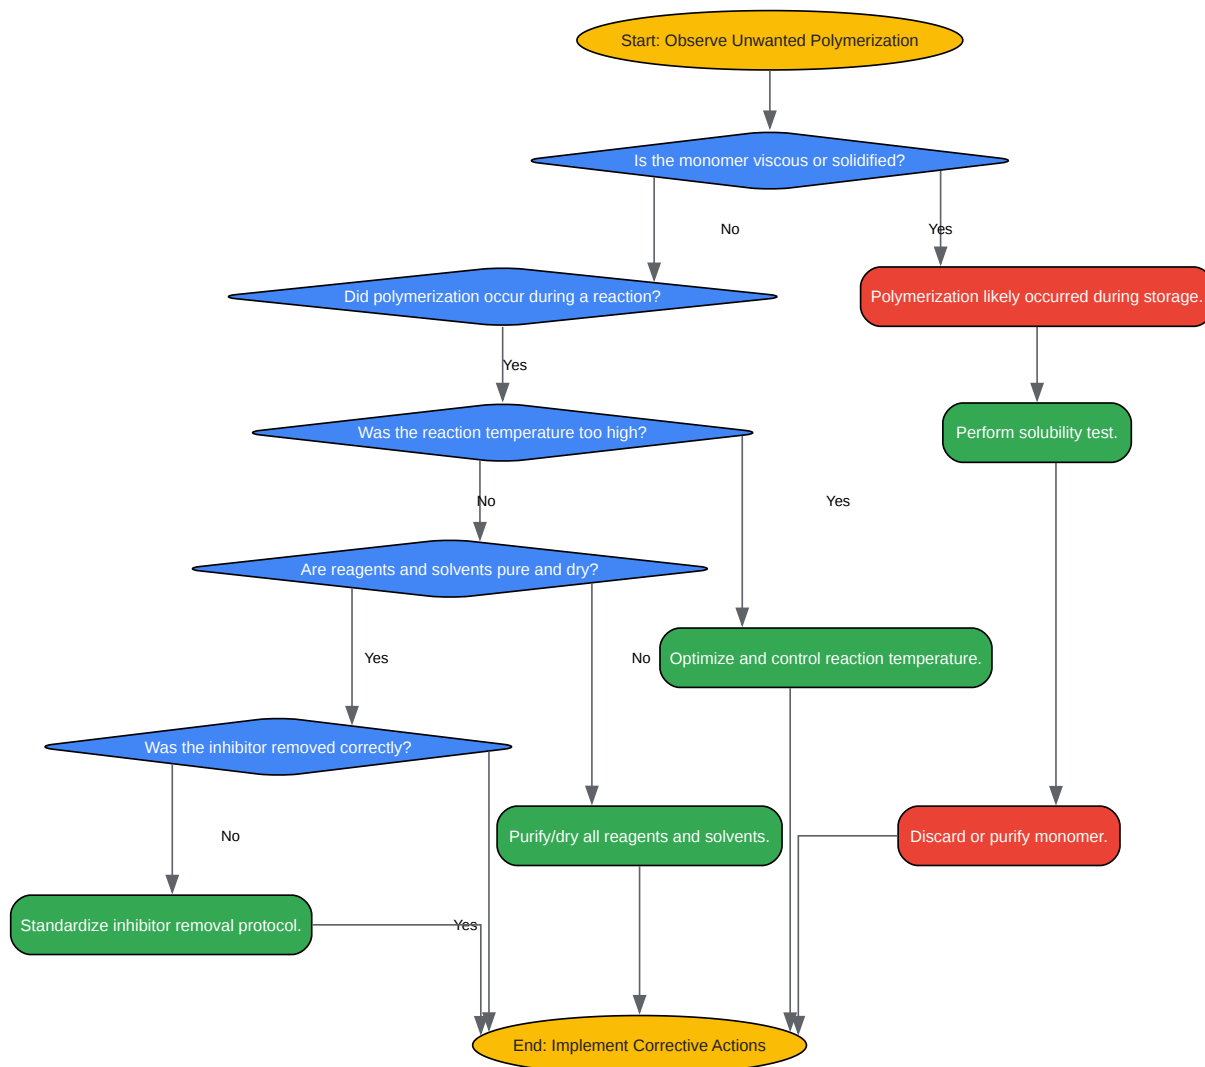 Start: Observe Unwanted Polymerization
Is the monomer viscous or solidified?
No
Yes
Did polymerization occur during a reaction?
Polymerization likely occurred during storage.
Yes
Was the reaction temperature too high?
Perform solubility test.
No
Yes
Are reagents and solvents pure and dry?
Yes
No
Optimize and control reaction temperature.
Was the inhibitor removed correctly?
No
Purify/dry all reagents and solvents.
Discard or purify monomer.
Standardize inhibitor removal protocol.
Yes
End: Implement Corrective Actions